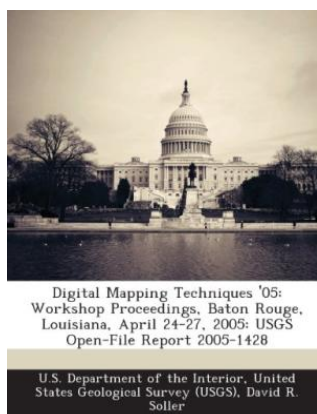 Digital Mapping Techniques '05:
Workshop Proceedings, Baton Rouge,
Louisiana, April 24-27, 2005: USGS
Open-File Report 2005-1428
U.S. Department of the Interior, United
States Geological Survey (USGS), David R.
Soller